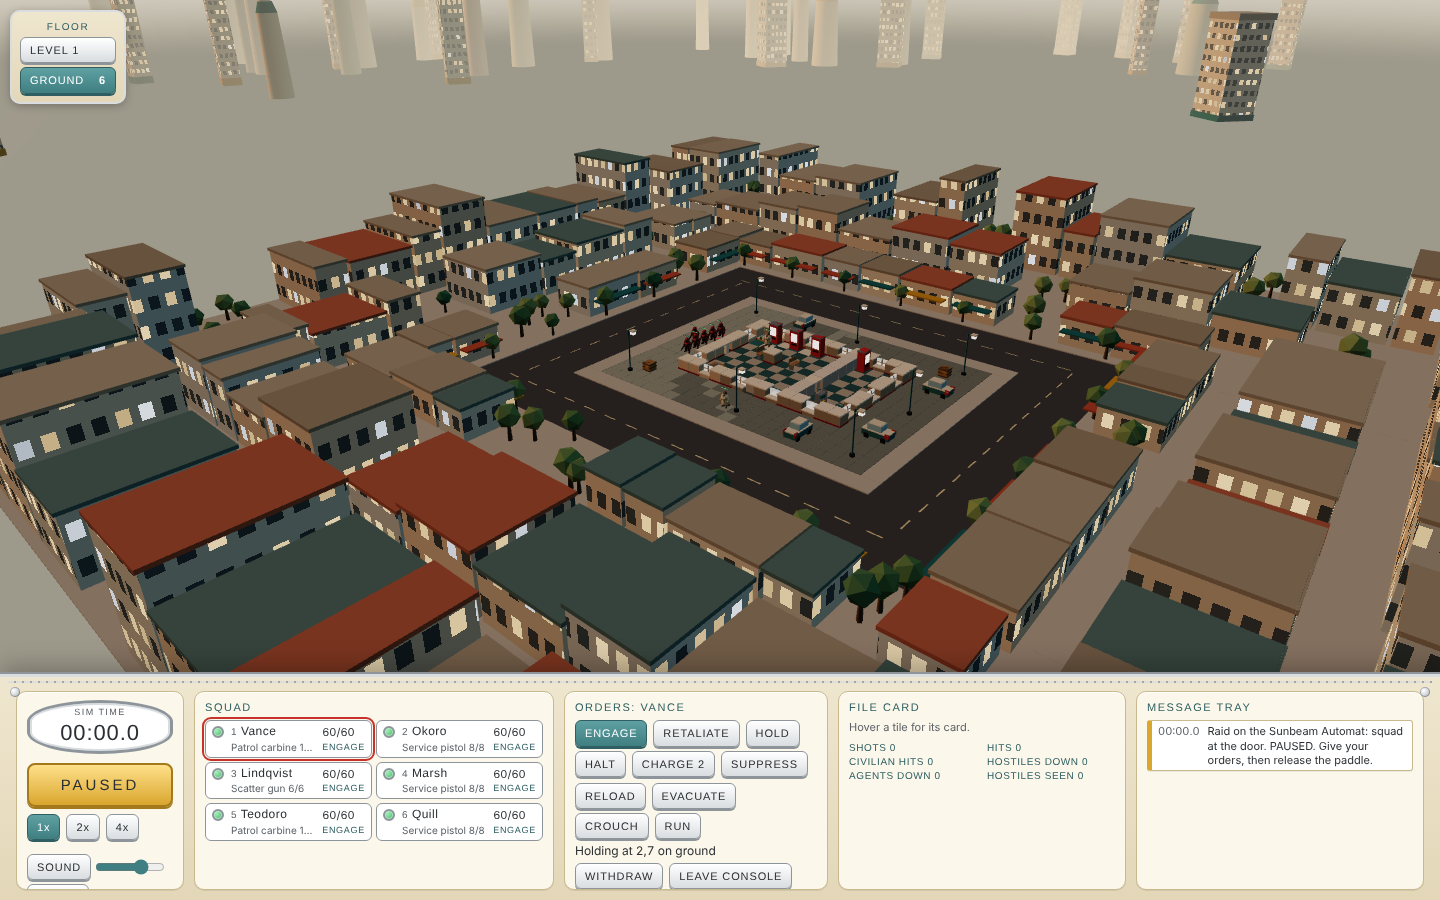 FLOOR
LEVEL 1
GROUND 6
SIM TIME
00:00.0
PAUSED
1x 2x 4x
SOUND
SQUAD
1 Vance 60/60
Patrol carbine 1... ENGAGE
2 Okoro 60/60
Service pistol 8/8 ENGAGE
3 Lindqvist 60/60
Scatter gun 6/6 ENGAGE
4 Marsh 60/60
Service pistol 8/8 ENGAGE
5 Teodoro 60/60
Patrol carbine 1... ENGAGE
6 Quill 60/60
Service pistol 8/8 ENGAGE
ORDERS: VANCE
ENGAGE RETALIATE HOLD
HALT CHARGE 2 SUPPRESS
RELOAD EVACUATE
CROUCH RUN
Holding at 2,7 on ground
WITHDRAW LEAVE CONSOLE
FILE CARD
Hover a tile for its card.
SHOTS 0 HITS 0
CIVILIAN HITS 0 HOSTILES DOWN 0
AGENTS DOWN 0 HOSTILES SEEN 0
MESSAGE TRAY
00:00.0 Raid on the Sunbeam Automat: squad
at the door. PAUSED. Give your
orders, then release the paddle.